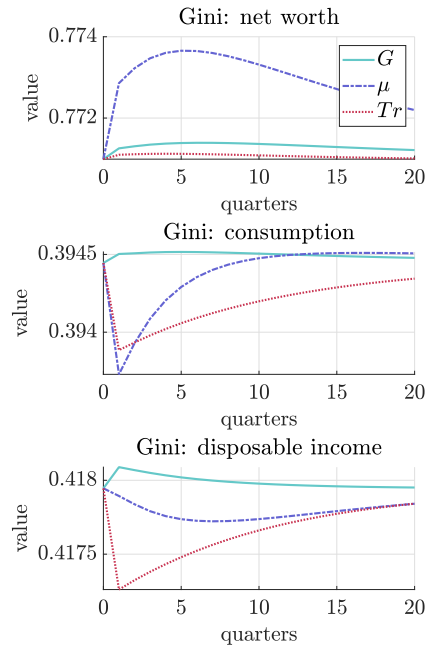 Gini: net worth
0.774
0.772
value
G
μ
Tr
0 5 10 15 20
quarters
Gini: consumption
0.3945
0.394
value
0 5 10 15 20
quarters
Gini: disposable income
0.418
0.4175
value
0 5 10 15 20
quarters